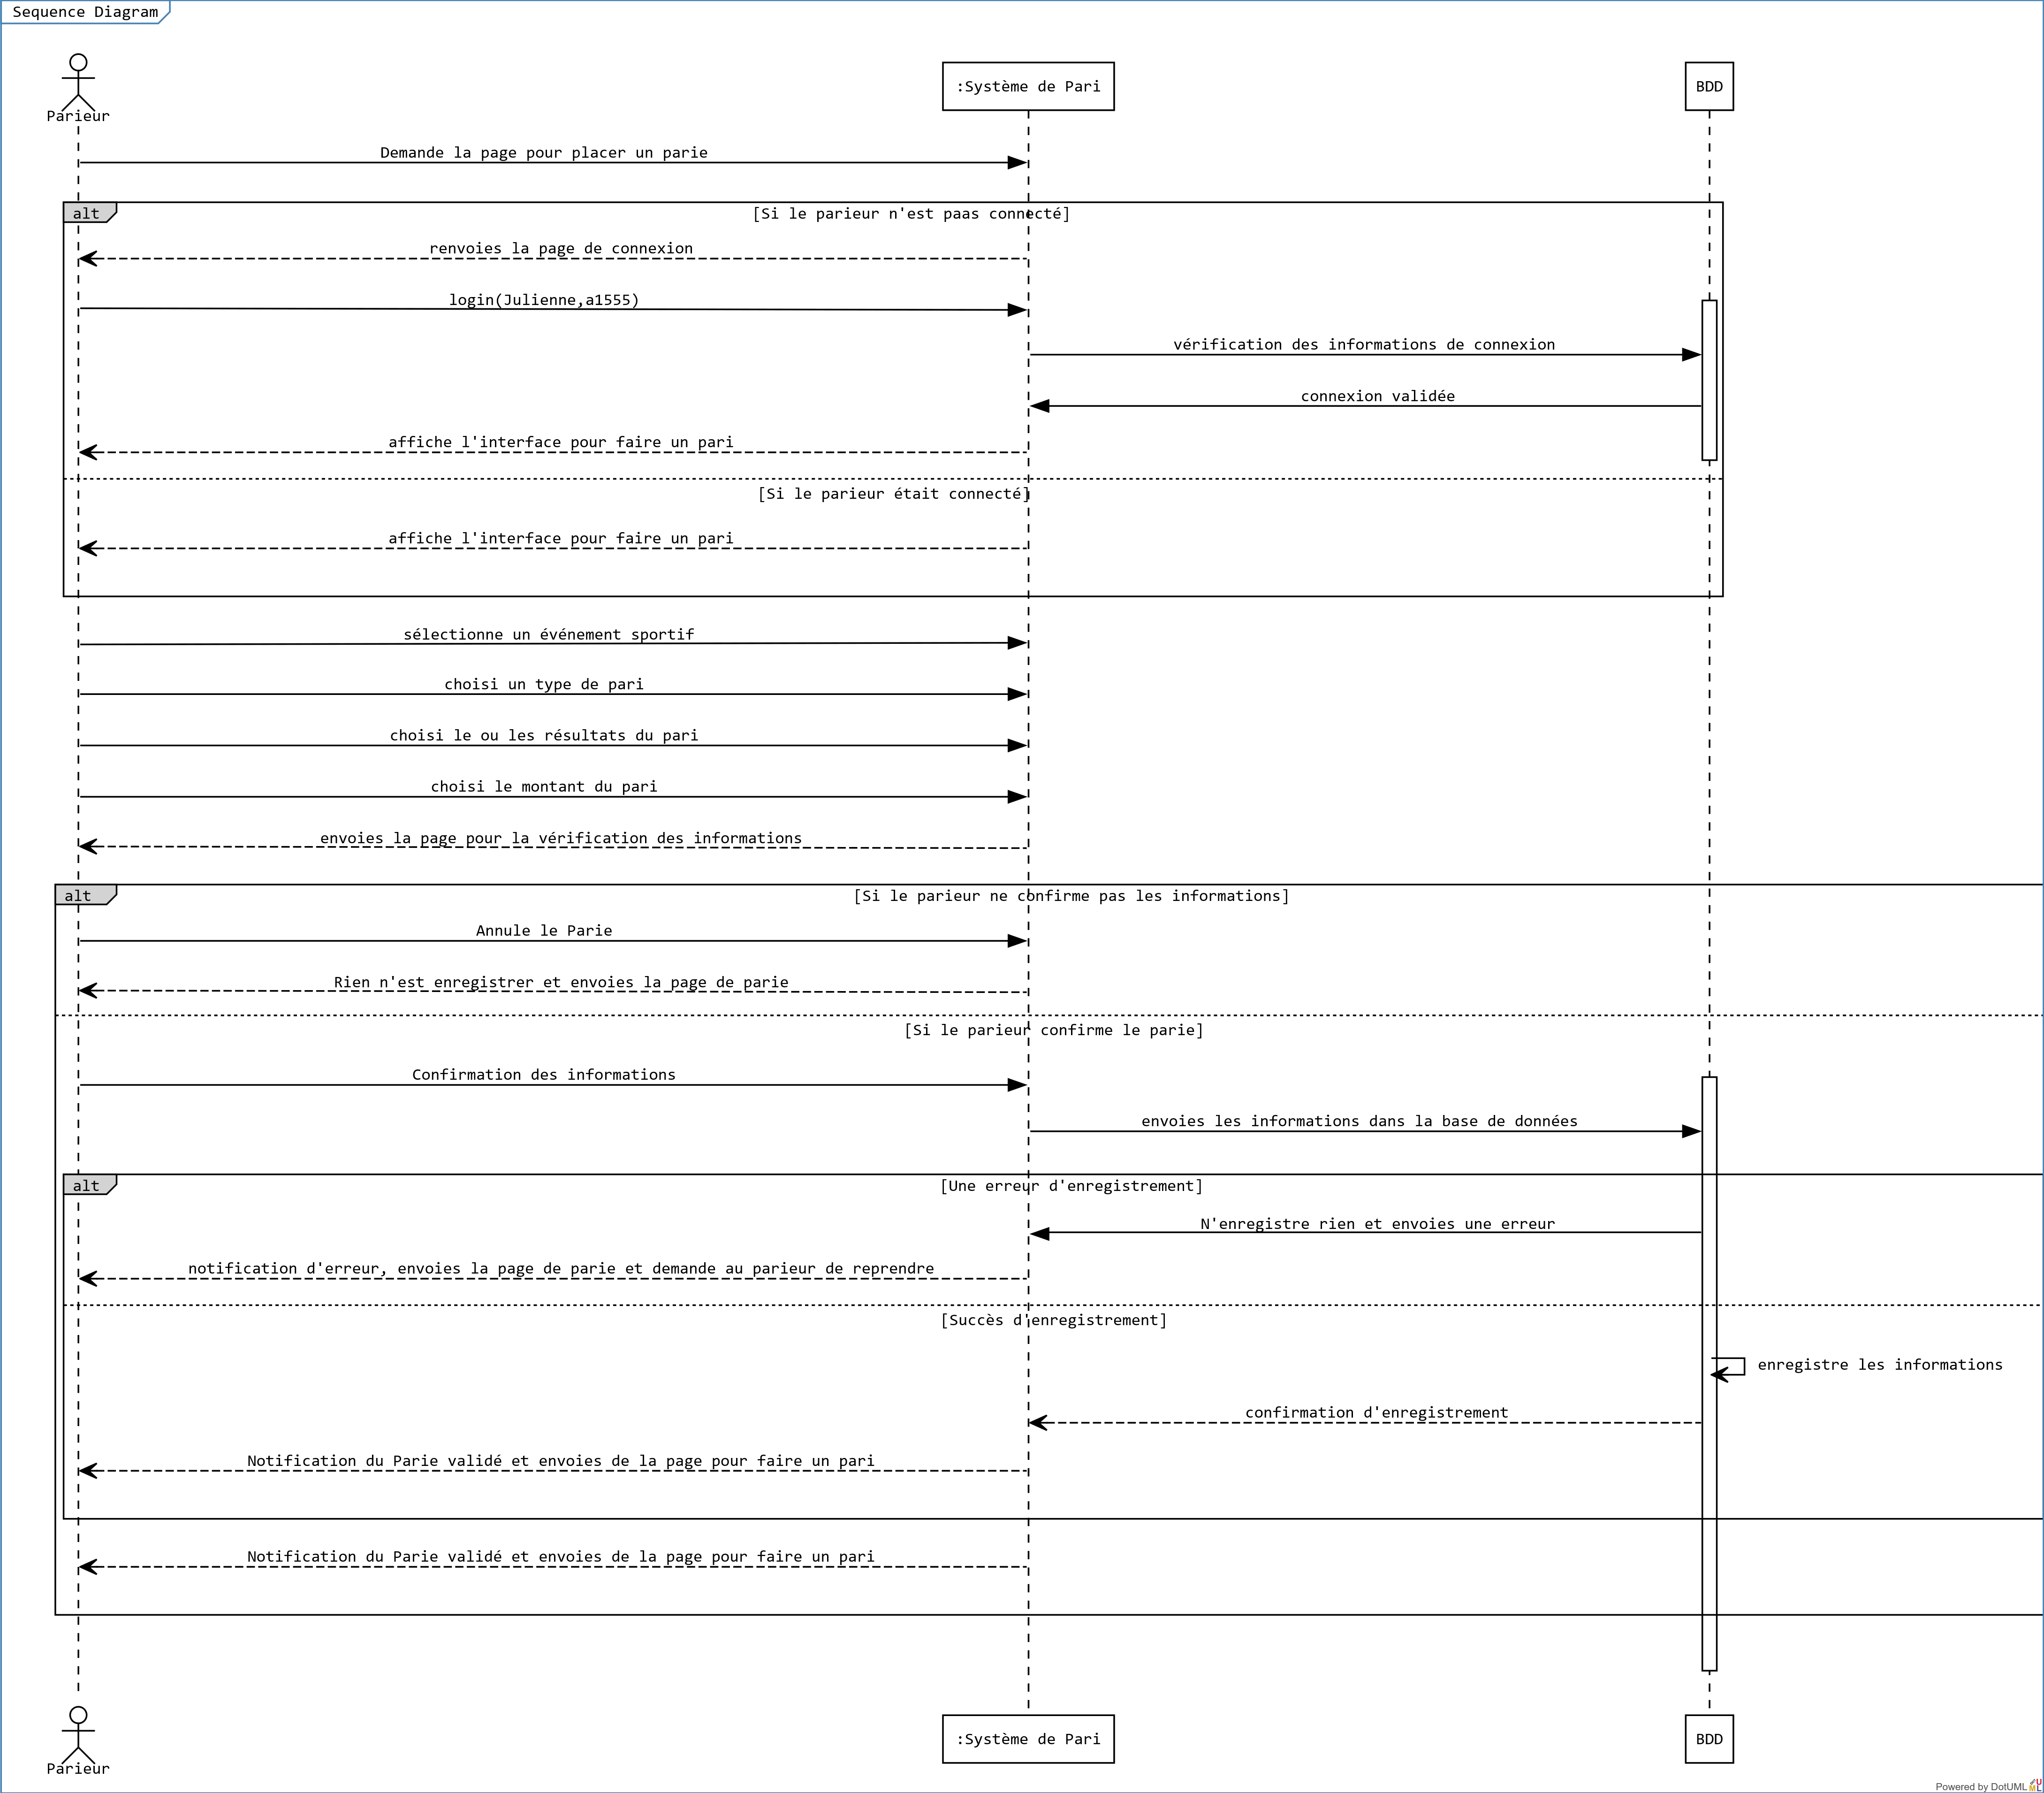 Sequence Diagram
Parieur
:Système de Pari
BDD
Demande la page pour placer un parie
alt
[Si le parieur n'est paas connecté]
renvoies la page de connexion
login(Julienne,a1555)
vérification des informations de connexion
connexion validée
affiche l'interface pour faire un pari
[Si le parieur était connecté]
affiche l'interface pour faire un pari
sélectionne un événement sportif
choisi un type de pari
choisi le ou les résultats du pari
choisi le montant du pari
envoies la page pour la vérification des informations
alt
[Si le parieur ne confirme pas les informations]
Annule le Parie
Rien n'est enregistrer et envoies la page de parie
[Si le parieur confirme le parie]
Confirmation des informations
envoies les informations dans la base de données
alt
[Une erreur d'enregistrement]
N'enregistre rien et envoies une erreur
notification d'erreur, envoies la page de parie et demande au parieur de reprendre
[Succès d'enregistrement]
enregistre les informations
confirmation d'enregistrement
Notification du Parie validé et envoies de la page pour faire un pari
Notification du Parie validé et envoies de la page pour faire un pari
Parieur
:Système de Pari
BDD
Powered by DotUML